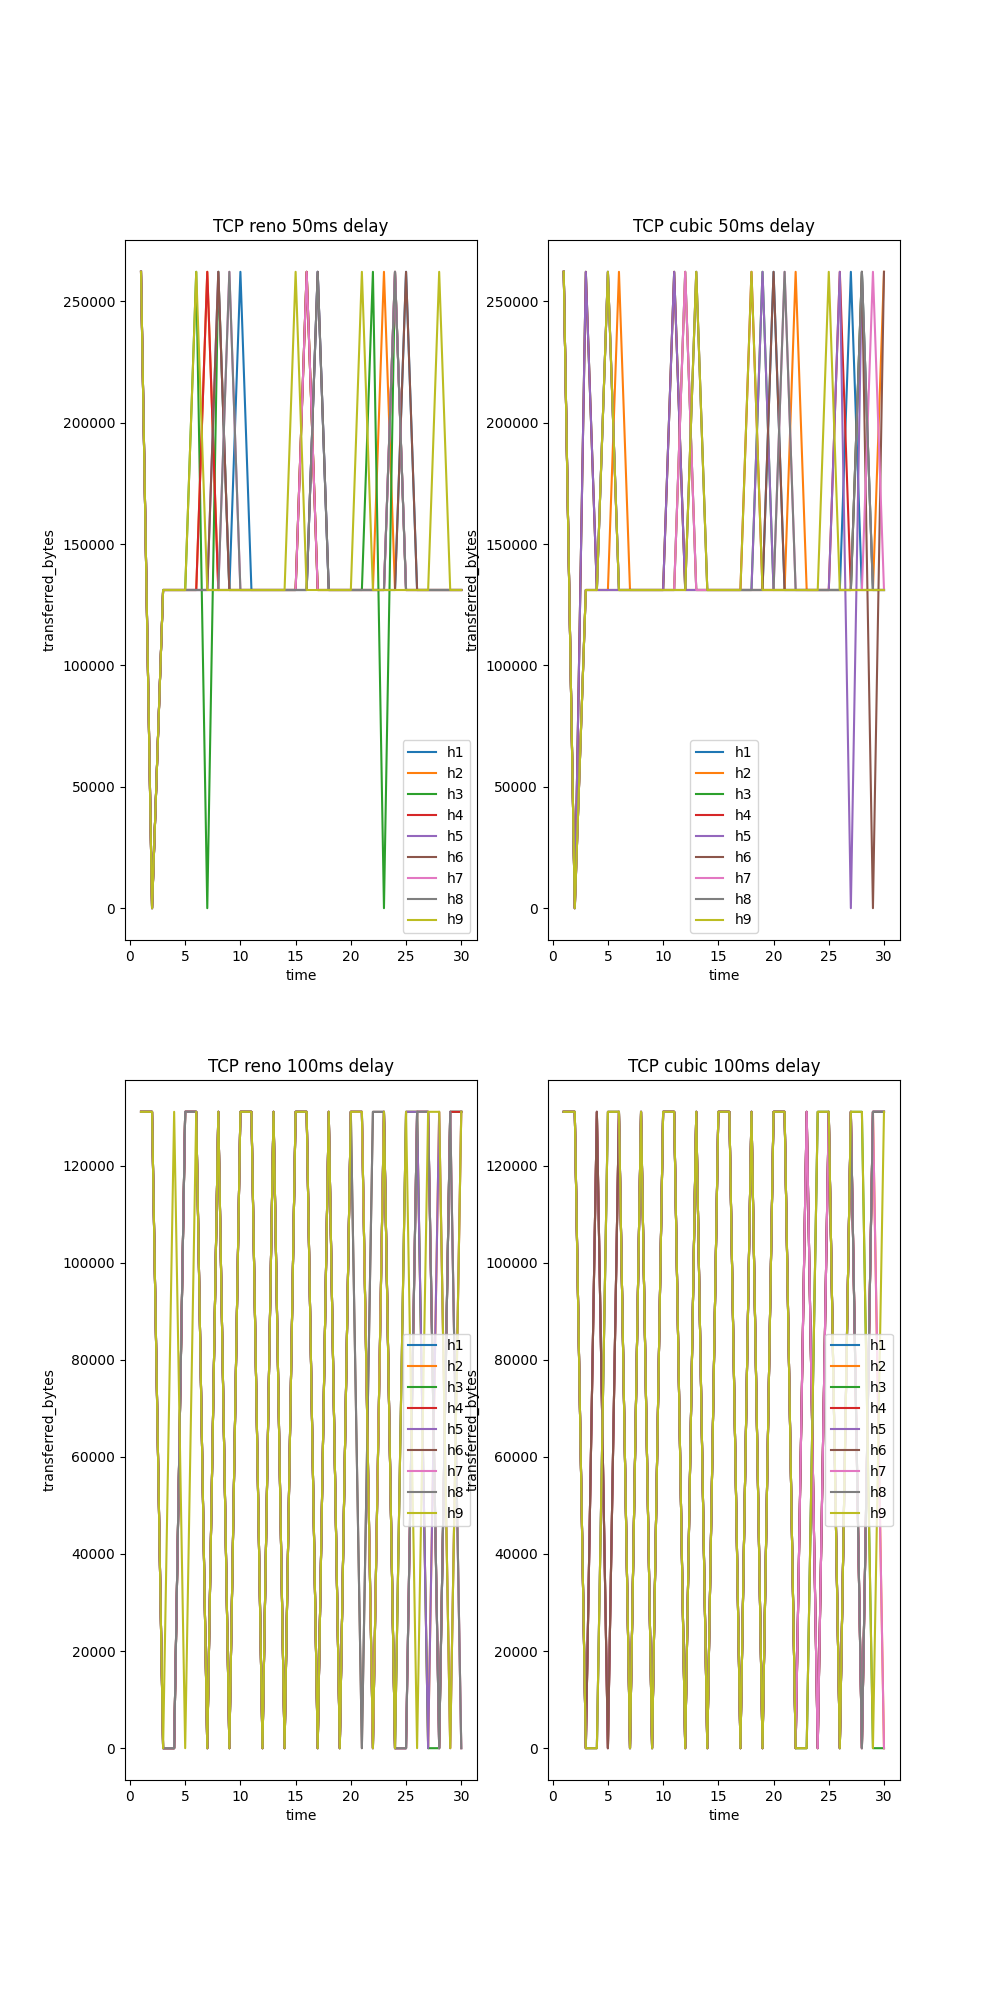 TCP reno 50ms delay
transferred_bytes
250000
200000
150000
100000
50000
0
0 5 10 15 20 25 30
time
h1
h2
h3
h4
h5
h6
h7
h8
h9
TCP cubic 50ms delay
transferred_bytes
250000
200000
150000
100000
50000
0
0 5 10 15 20 25 30
time
h1
h2
h3
h4
h5
h6
h7
h8
h9
TCP reno 100ms delay
transferred_bytes
120000
100000
80000
60000
40000
20000
0
0 5 10 15 20 25 30
time
h1
h2
h3
h4
h5
h6
h7
h8
h9
TCP cubic 100ms delay
transferred_bytes
120000
100000
80000
60000
40000
20000
0
0 5 10 15 20 25 30
time
h1
h2
h3
h4
h5
h6
h7
h8
h9